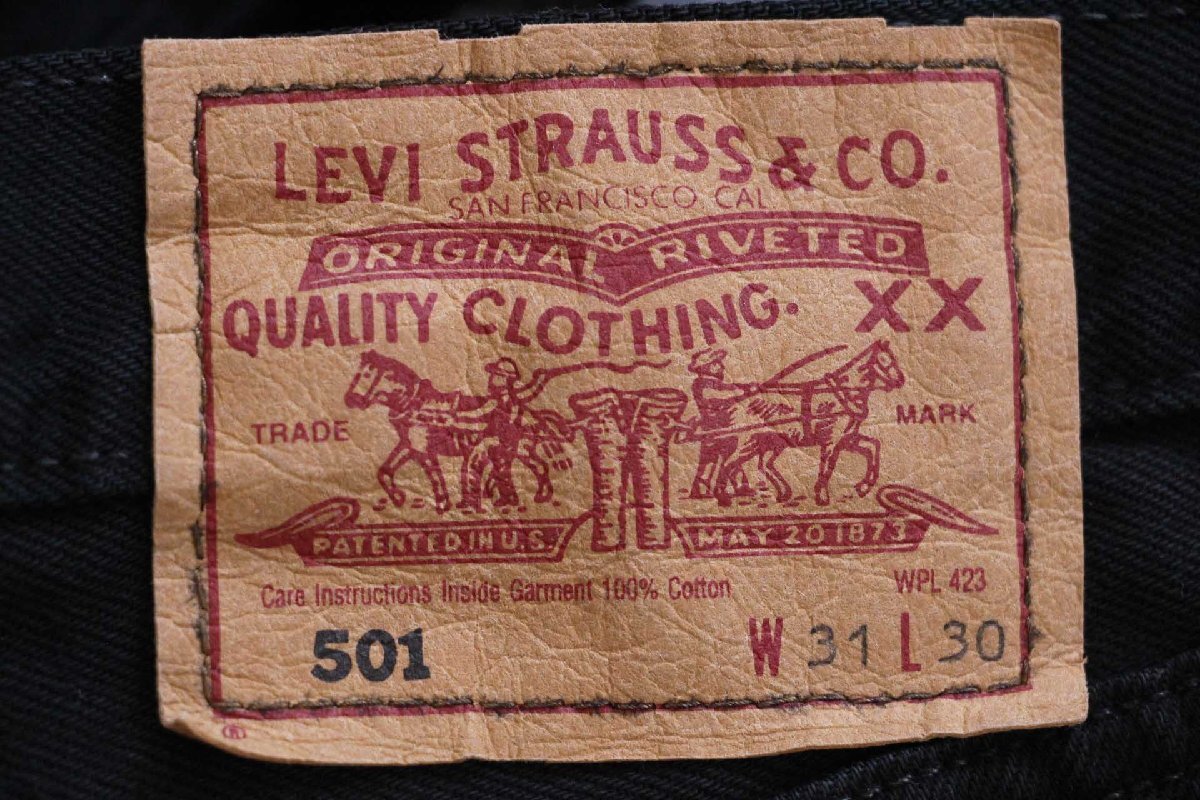 LEVI STRAUSS & CO.
SAN FRANCISCO, CAL.
ORIGINAL RIVETED
QUALITY CLOTHING. XX
TRADE MARK
PATENTED IN U.S. MAY 20 1873
Care Instructions Inside Garment 100% Cotton WPL 423
501 W 31 L 30
®